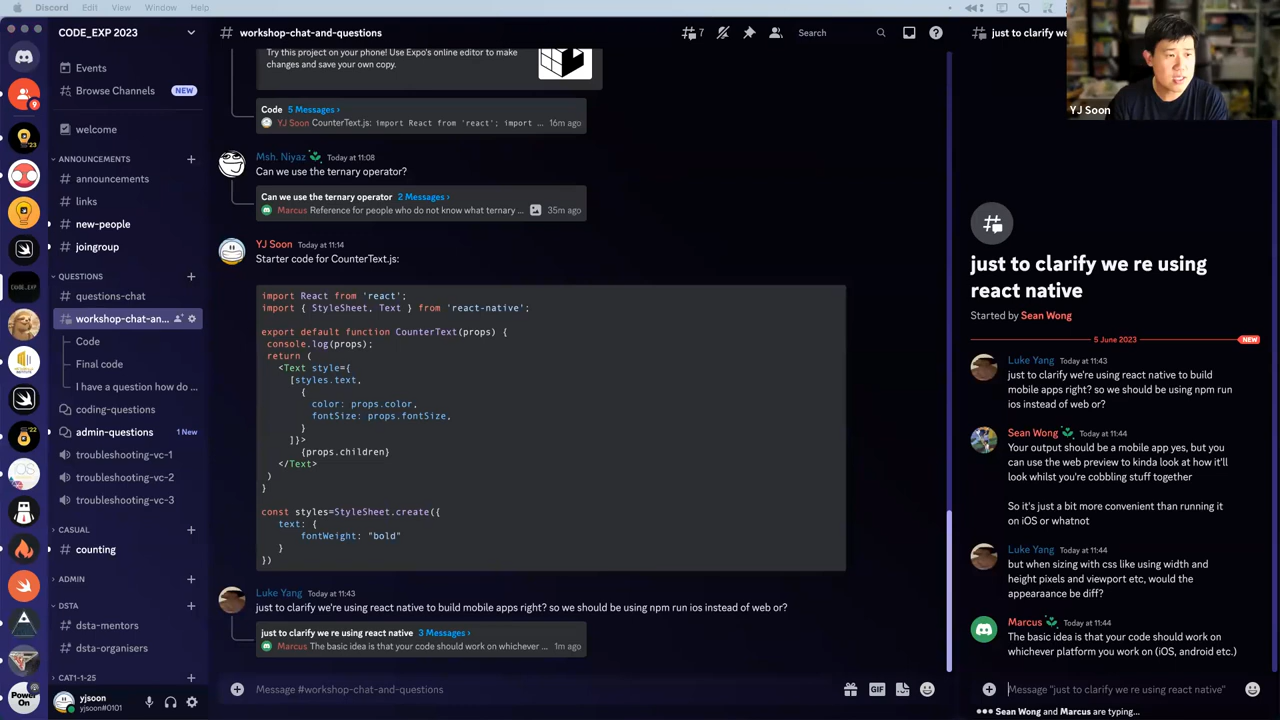 Discord File Edit View Window Help
CODE_EXP 2023
Events
Browse Channels NEW
welcome
ANNOUNCEMENTS
announcements
links
new-people
joingroup
QUESTIONS
questions-chat
workshop-chat-an...
Code
Final code
I have a question how do ...
coding-questions
admin-questions 1 New
troubleshooting-vc-1
troubleshooting-vc-2
troubleshooting-vc-3
CASUAL
counting
ADMIN
DSTA
dsta-mentors
dsta-organisers
CAT1-1-25
yjsoon
yjsoon#0101
9
Power
On
workshop-chat-and-questions
7
Search
Try this project on your phone! Use Expo's online editor to make
changes and save your own copy.
Code 5 Messages ›
YJ Soon CounterText.js: import React from 'react'; import ... 16m ago
Msh. Niyaz Today at 11:08
Can we use the ternary operator?
Can we use the ternary operator 2 Messages ›
Marcus Reference for people who do not know what ternary ... 35m ago
YJ Soon Today at 11:14
Starter code for CounterText.js:
import React from 'react';
import { StyleSheet, Text } from 'react-native';
export default function CounterText(props) {
console.log(props);
return (
<Text style={
[styles.text,
{
color: props.color,
fontSize: props.fontSize,
}
]}>
{props.children}
</Text>
)
}
const styles=StyleSheet.create({
text: {
fontWeight: "bold"
}
})
Luke Yang Today at 11:43
just to clarify we're using react native to build mobile apps right? so we should be using npm run ios instead of web or?
just to clarify we re using react native 3 Messages ›
Marcus The basic idea is that your code should work on whichever ... 1m ago
Message #workshop-chat-and-questions
GIF
just to clarify w
YJ Soon
just to clarify we re using
react native
Started by Sean Wong
5 June 2023 NEW
Luke Yang Today at 11:43
just to clarify we're using react native to build
mobile apps right? so we should be using npm run
ios instead of web or?
Sean Wong Today at 11:44
Your output should be a mobile app yes, but you
can use the web preview to kinda look at how it'll
look whilst you're cobbling stuff together
So it's just a bit more convenient than running it
on iOS or whatnot
Luke Yang Today at 11:44
but when sizing with css like using width and
height pixels and viewport etc, would the
appearaance be diff?
Marcus Today at 11:44
The basic idea is that your code should work on
whichever platform you work on (iOS, android etc.)
Message "just to clarify we re using react native"
Sean Wong and Marcus are typing...